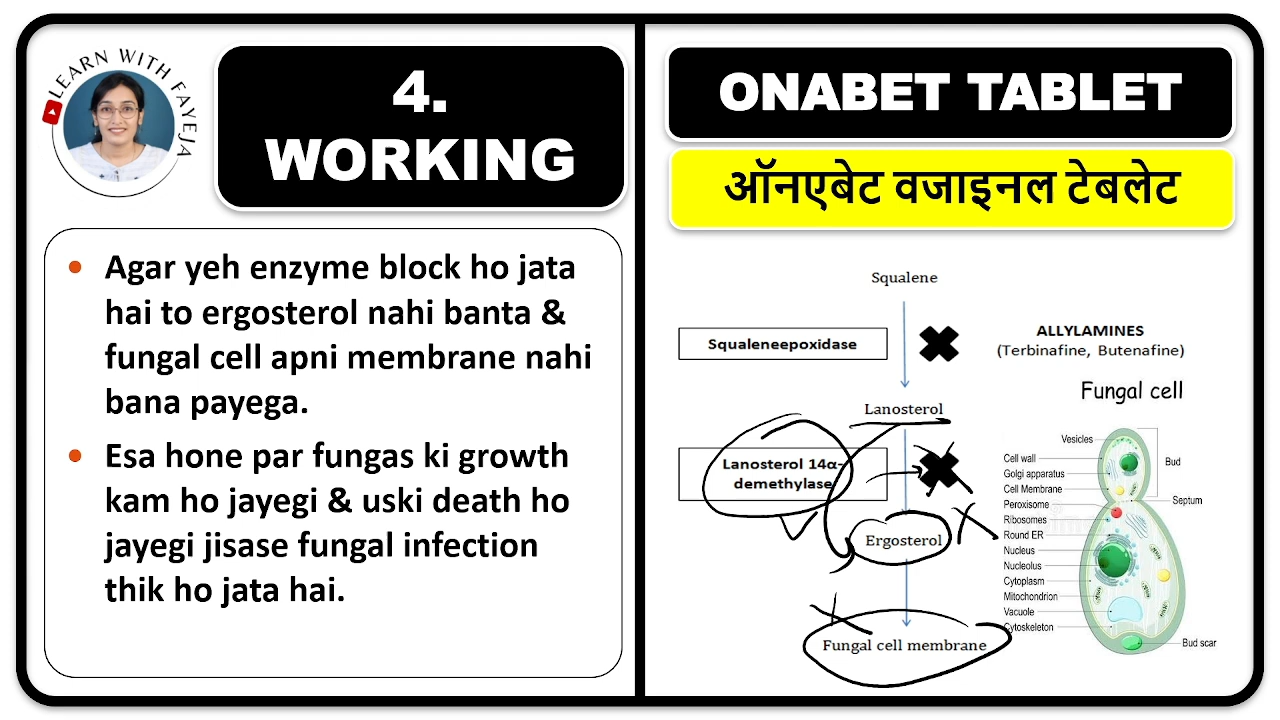 LEARN WITH FAYEJA
4.
WORKING
Agar yeh enzyme block ho jata
hai to ergosterol nahi banta &
fungal cell apni membrane nahi
bana payega.
Esa hone par fungas ki growth
kam ho jayegi & uski death ho
jayegi jisase fungal infection
thik ho jata hai.
ONABET TABLET
ऑनएबेट वजाइनल टेबलेट
Squalene
Squaleneepoxidase
ALLYLAMINES
(Terbinafine, Butenafine)
Lanosterol
Lanosterol 14α-
demethylase
Ergosterol
Fungal cell membrane
Fungal cell
Vesicles
Cell wall
Golgi apparatus
Cell Membrane
Peroxisome
Ribosomes
Round ER
Nucleus
Nucleolus
Cytoplasm
Mitochondrion
Vacuole
Cytoskeleton
Bud
Septum
Bud scar